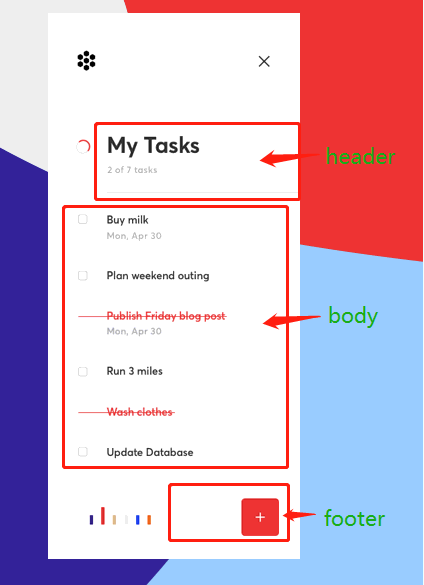 My Tasks
2 of 7 tasks
header
Buy milk
Mon, Apr 30
Plan weekend outing
Publish Friday blog post
Mon, Apr 30
body
Run 3 miles
Wash clothes
Update Database
+
footer